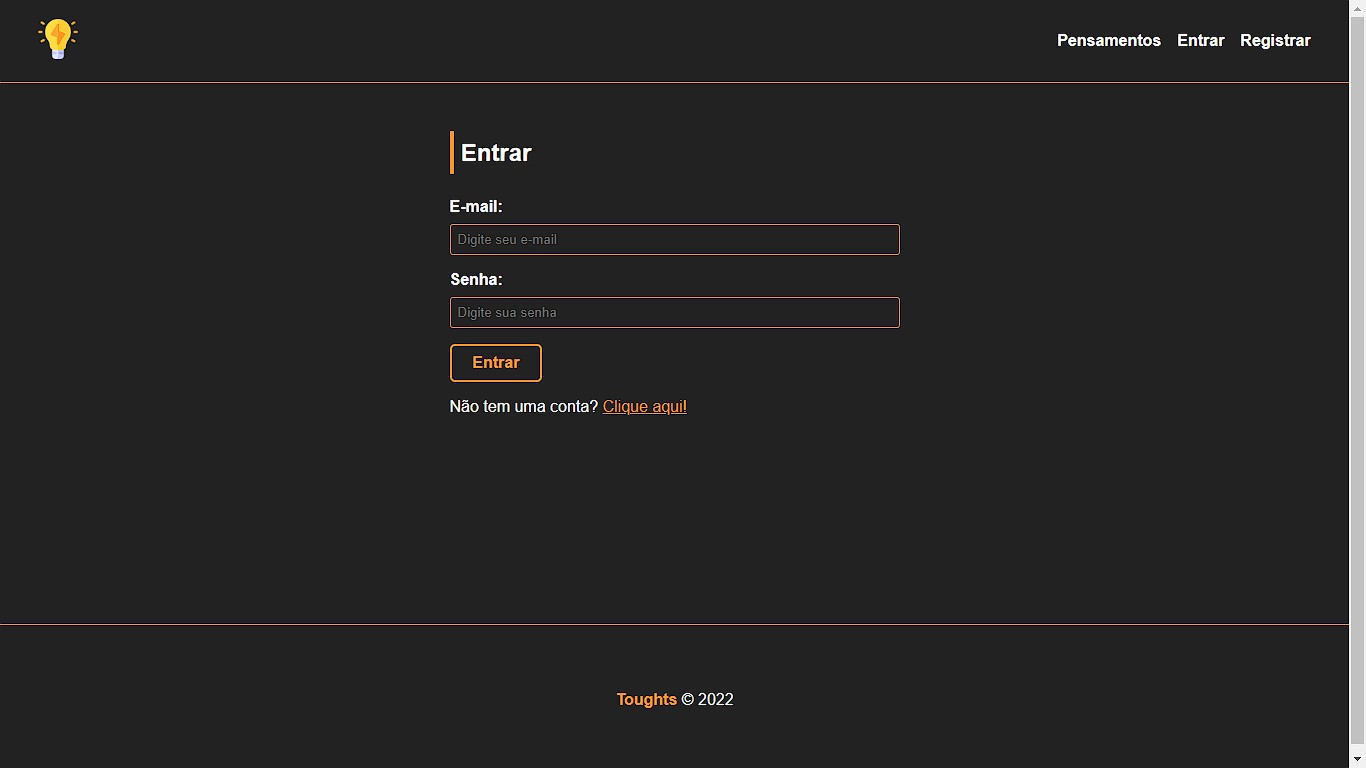 Pensamentos Entrar Registrar
Entrar
E-mail:
Digite seu e-mail
Senha:
Digite sua senha
Entrar
Não tem uma conta? Clique aqui!
Toughts © 2022